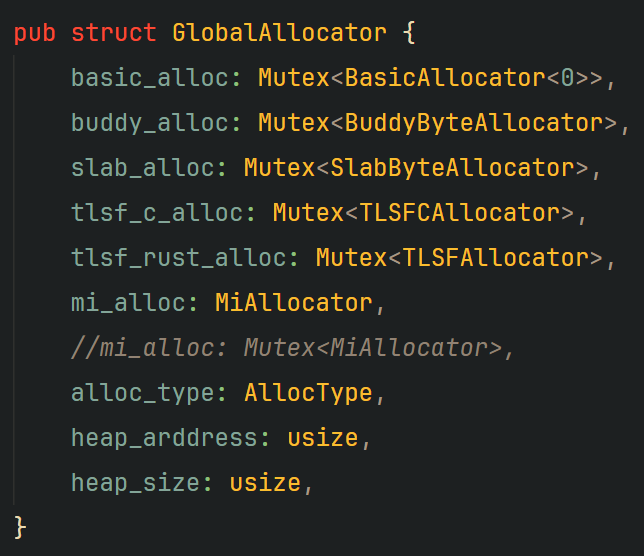 pub struct GlobalAllocator {
    basic_alloc: Mutex<BasicAllocator<0>>,
    buddy_alloc: Mutex<BuddyByteAllocator>,
    slab_alloc: Mutex<SlabByteAllocator>,
    tlsf_c_alloc: Mutex<TLSFCAllocator>,
    tlsf_rust_alloc: Mutex<TLSFAllocator>,
    mi_alloc: MiAllocator,
    //mi_alloc: Mutex<MiAllocator>,
    alloc_type: AllocType,
    heap_arddress: usize,
    heap_size: usize,
}